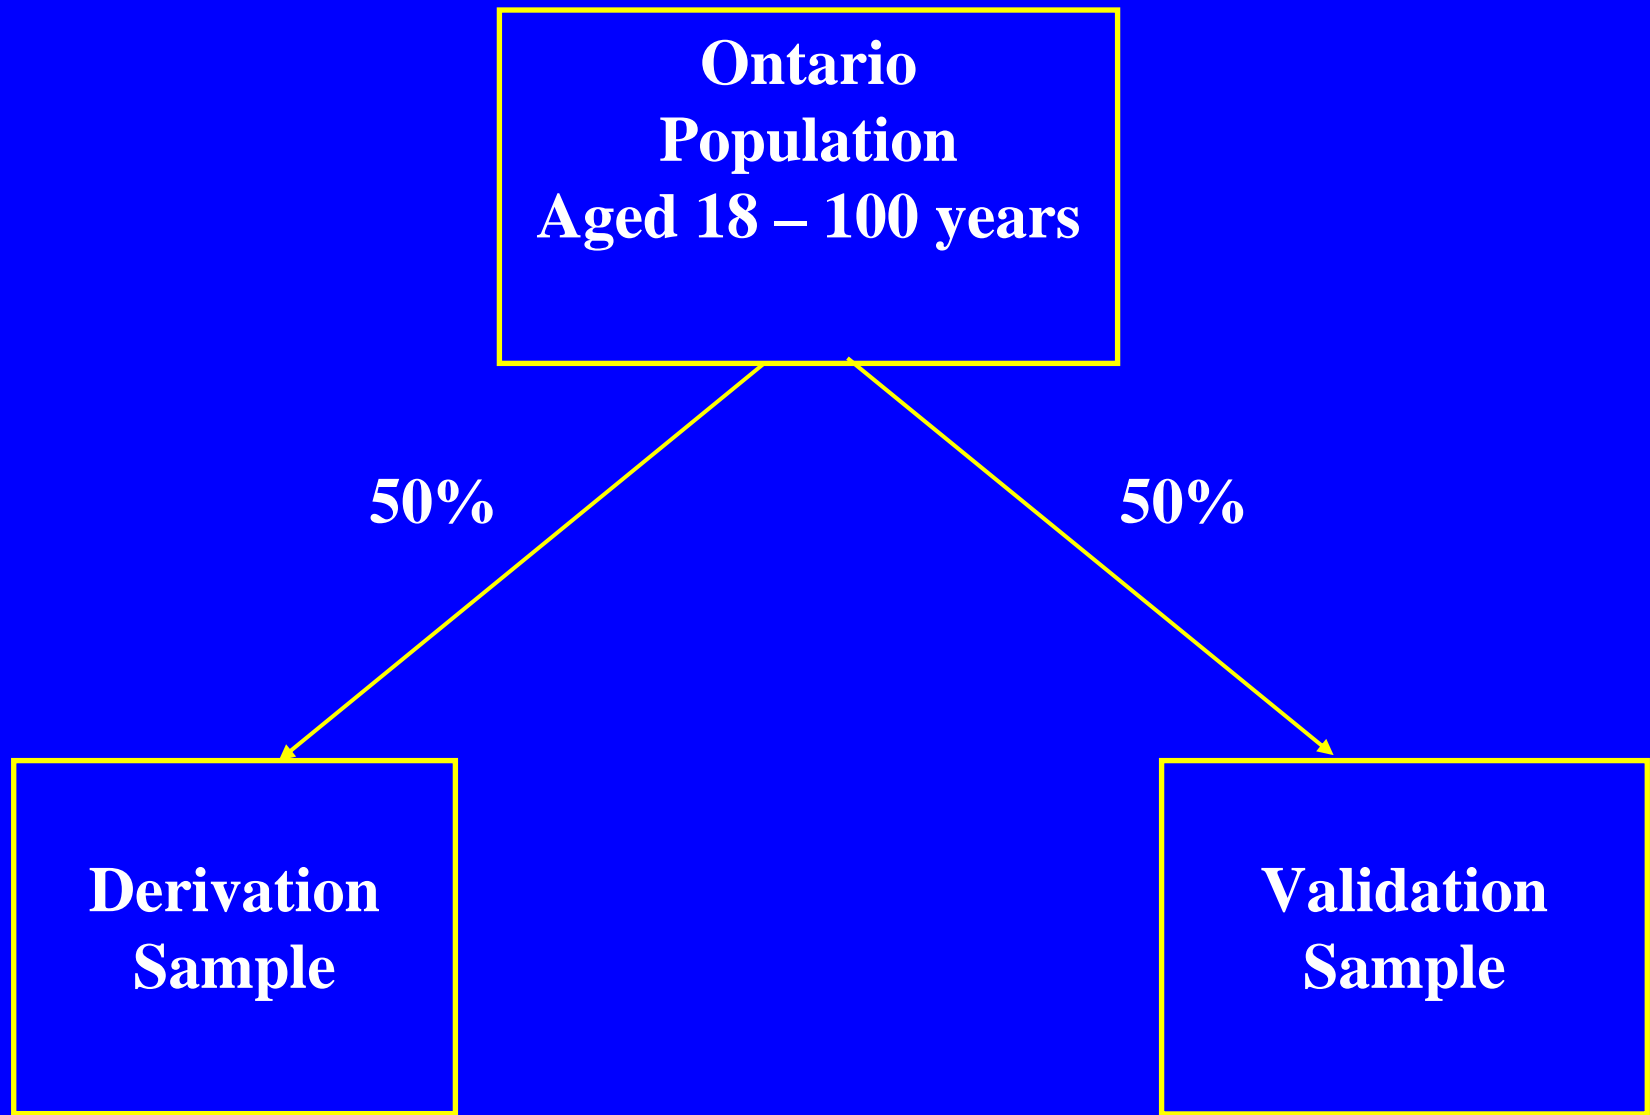 Ontario
Population
Aged 18 – 100 years
50%
50%
Derivation
Sample
Validation
Sample